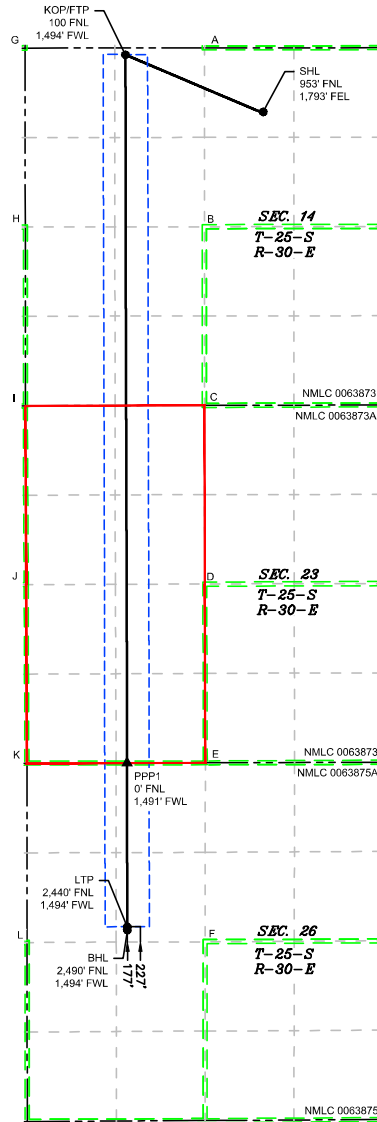 KOP/FTP
100 FNL
1,494' FWL
G
A
SHL
953' FNL
1,793' FEL
H
B
SEC. 14
T-25-S
R-30-E
I
C
NMLC 0063873
NMLC 0063873A
J
D
SEC. 23
T-25-S
R-30-E
K
E
NMLC 0063873
NMLC 0063875A
PPP1
0' FNL
1,491' FWL
LTP
2,440' FNL
1,494' FWL
L
F
SEC. 26
T-25-S
R-30-E
BHL
2,490' FNL
1,494' FWL
177'
227'
NMLC 0063875